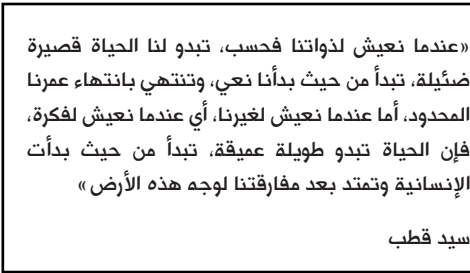 «عندما نعيش لذواتنا فحسب، تبدو لنا الحياة قصيرة
ضئيلة، تبدأ من حيث بدأنا نعي، وتنتهي بانتهاء عمرنا
المحدود، أما عندما نعيش لغيرنا، أي عندما نعيش لفكرة،
فإن الحياة تبدو طويلة عميقة، تبدأ من حيث بدأت
الإنسانية وتمتد بعد مفارقتنا لوجه هذه الأرض »
سيد قطب